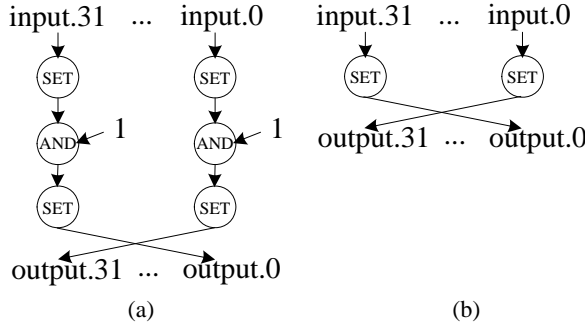 input.31 ... input.0
SET SET
AND 1 AND 1
SET SET
output.31 ... output.0
(a)
input.31 ... input.0
SET SET
output.31 ... output.0
(b)